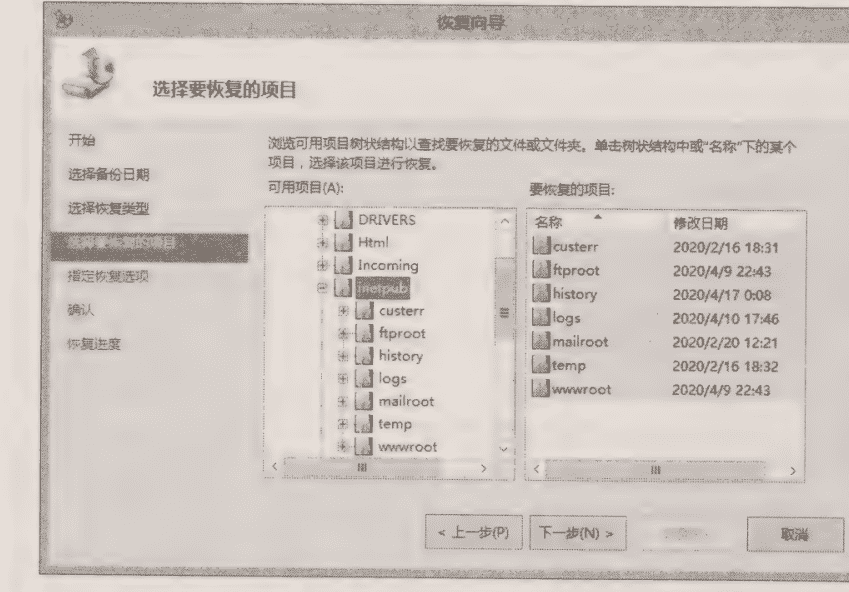 恢复向导
选择要恢复的项目
开始
选择备份日期
选择恢复类型
选择要恢复的项目
指定恢复选项
确认
恢复进度
浏览可用项目树状结构以查找要恢复的文件或文件夹。单击树状结构中或“名称”下的某个
项目，选择该项目进行恢复。
可用项目(A):
DRIVERS
Html
Incoming
inetpub
custerr
ftproot
history
logs
mailroot
temp
wwwroot
要恢复的项目:
名称 修改日期
custerr 2020/2/16 18:31
ftproot 2020/4/9 22:43
history 2020/4/17 0:08
logs 2020/4/10 17:46
mailroot 2020/2/20 12:21
temp 2020/2/16 18:32
wwwroot 2020/4/9 22:43
< 上一步(P) 下一步(N) > 取消